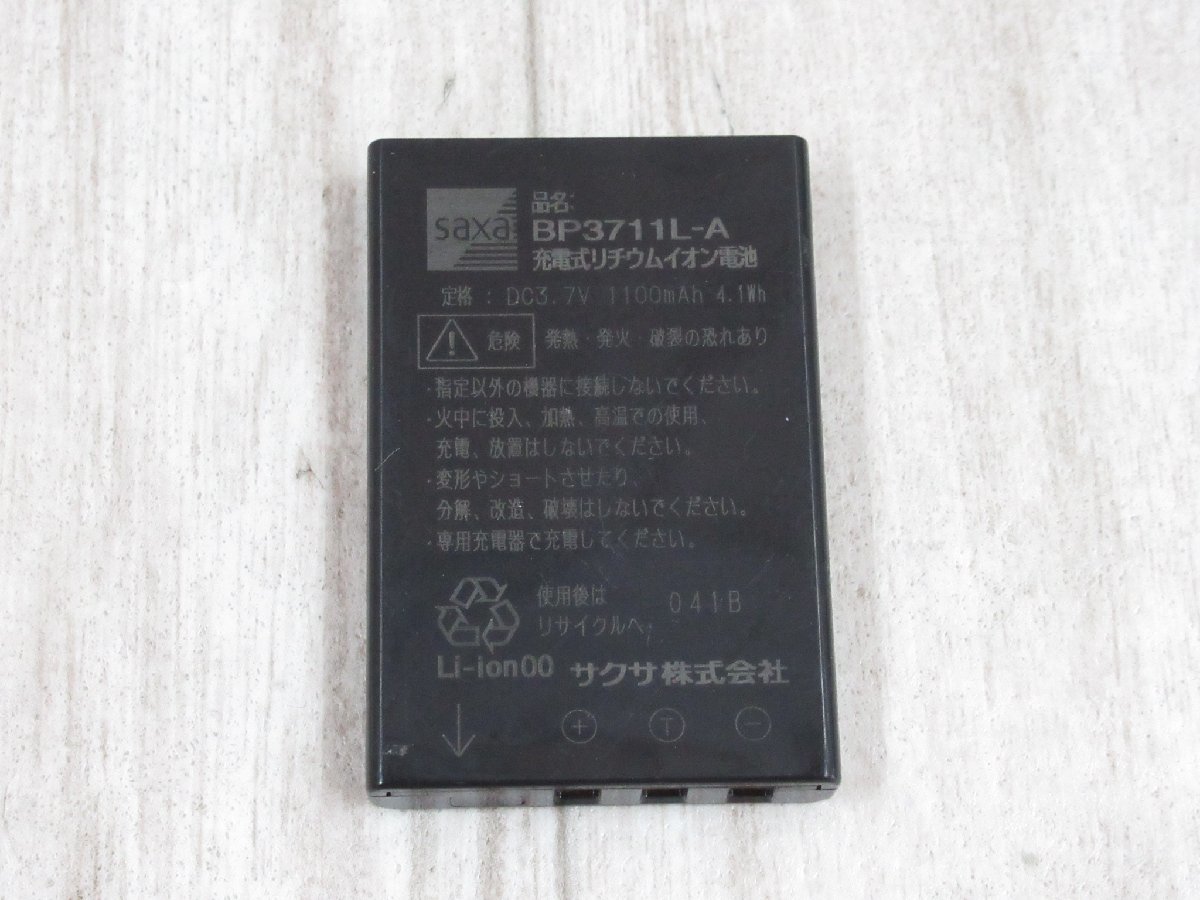 saxa
品名:
BP3711L-A
充電式リチウムイオン電池
定格 : DC3.7V 1100mAh 4.1Wh
危険 発熱・発火・破裂の恐れあり
・指定以外の機器に接続しないでください。
・火中に投入、加熱、高温での使用、
充電、放置はしないでください。
・変形やショートさせたり、
分解、改造、破壊はしないでください。
・専用充電器で充電してください。
使用後は
リサイクルへ
041B
Li-ion00 サクサ株式会社
+ T -